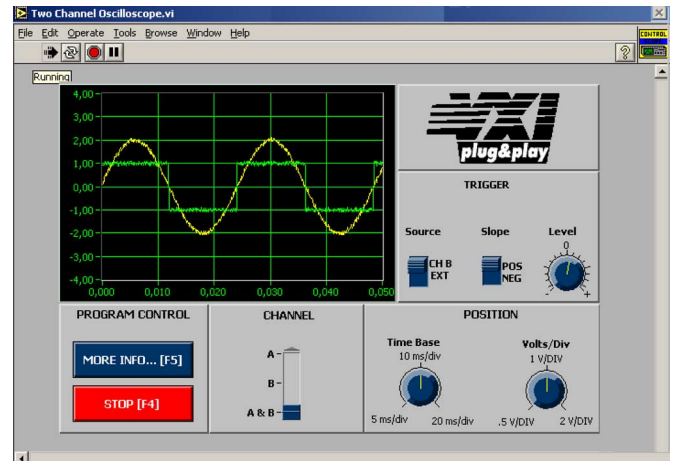 Two Channel Oscilloscope.vi
File Edit Operate Tools Browse Window Help
CONTROL
Running
4,00
3,00
2,00
1,00
0,00
-1,00
-2,00
-3,00
-4,00
0,000 0,010 0,020 0,030 0,040 0,050
VXI
plug&play
TRIGGER
Source Slope Level
0
CH B
EXT
POS
NEG
- +
PROGRAM CONTROL
MORE INFO... [F5]
STOP [F4]
CHANNEL
A
B
A & B
POSITION
Time Base
10 ms/div
5 ms/div 20 ms/div
Volts/Div
1 V/DIV
.5 V/DIV 2 V/DIV